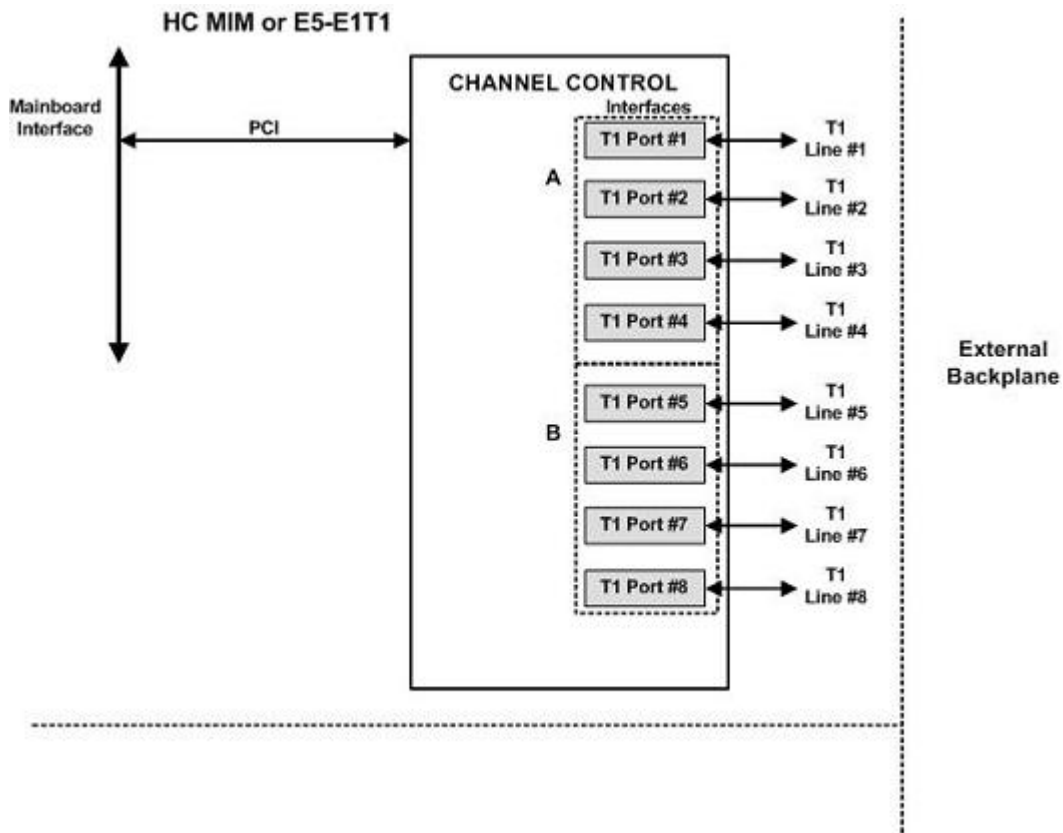 HC MIM or E5-E1T1
Mainboard
Interface
PCI
CHANNEL CONTROL
Interfaces
A
T1 Port #1
T1
Line #1
T1 Port #2
T1
Line #2
T1 Port #3
T1
Line #3
T1 Port #4
T1
Line #4
B
T1 Port #5
T1
Line #5
T1 Port #6
T1
Line #6
T1 Port #7
T1
Line #7
T1 Port #8
T1
Line #8
External
Backplane